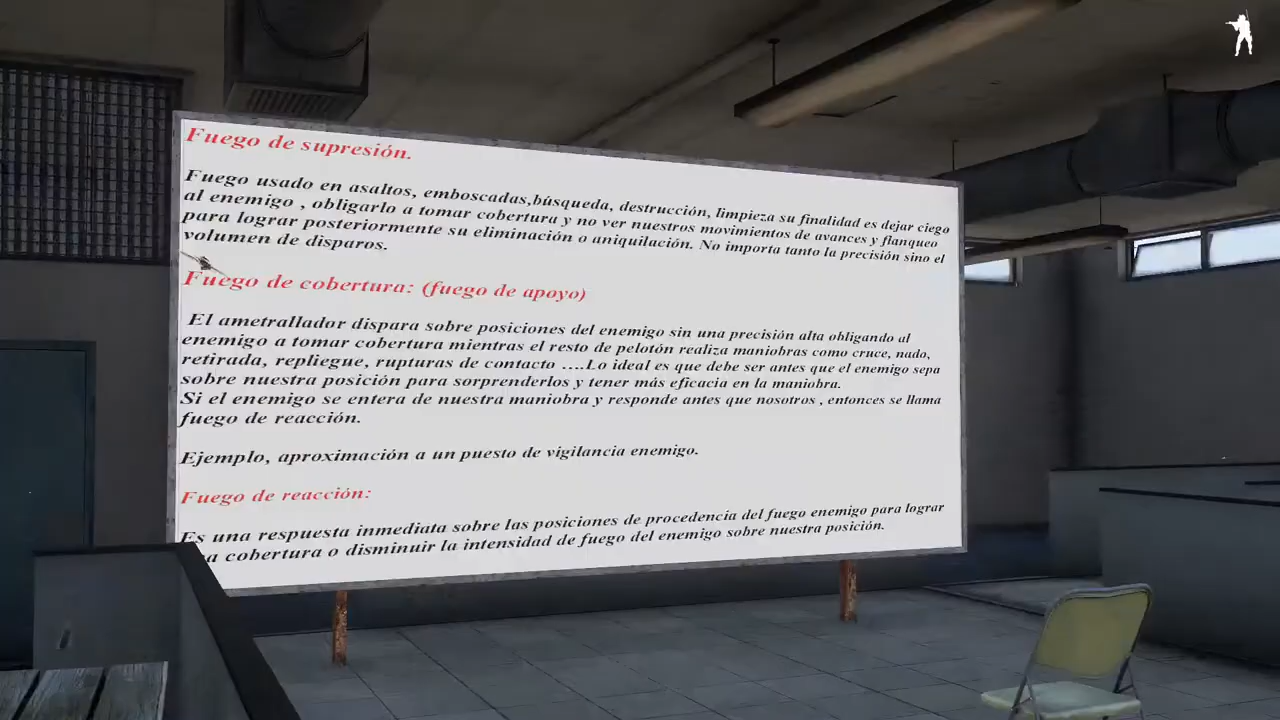 Fuego de supresión.
Fuego usado en asaltos, emboscadas,búsqueda, destrucción, limpieza su finalidad es dejar ciego
al enemigo , obligarlo a tomar cobertura y no ver nuestros movimientos de avances y flanqueo
para lograr posteriormente su eliminación o aniquilación. No importa tanto la precisión sino el
volumen de disparos.
Fuego de cobertura: (fuego de apoyo)
El ametrallador dispara sobre posiciones del enemigo sin una precisión alta obligando al
enemigo a tomar cobertura mientras el resto de pelotón realiza maniobras como cruce, nado,
retirada, repliegue, rupturas de contacto ….Lo ideal es que debe ser antes que el enemigo sepa
sobre nuestra posición para sorprenderlos y tener más eficacia en la maniobra.
Si el enemigo se entera de nuestra maniobra y responde antes que nosotros , entonces se llama
fuego de reacción.
Ejemplo, aproximación a un puesto de vigilancia enemigo.
Fuego de reacción:
Es una respuesta inmediata sobre las posiciones de procedencia del fuego enemigo para lograr
cobertura o disminuir la intensidad de fuego del enemigo sobre nuestra posición.